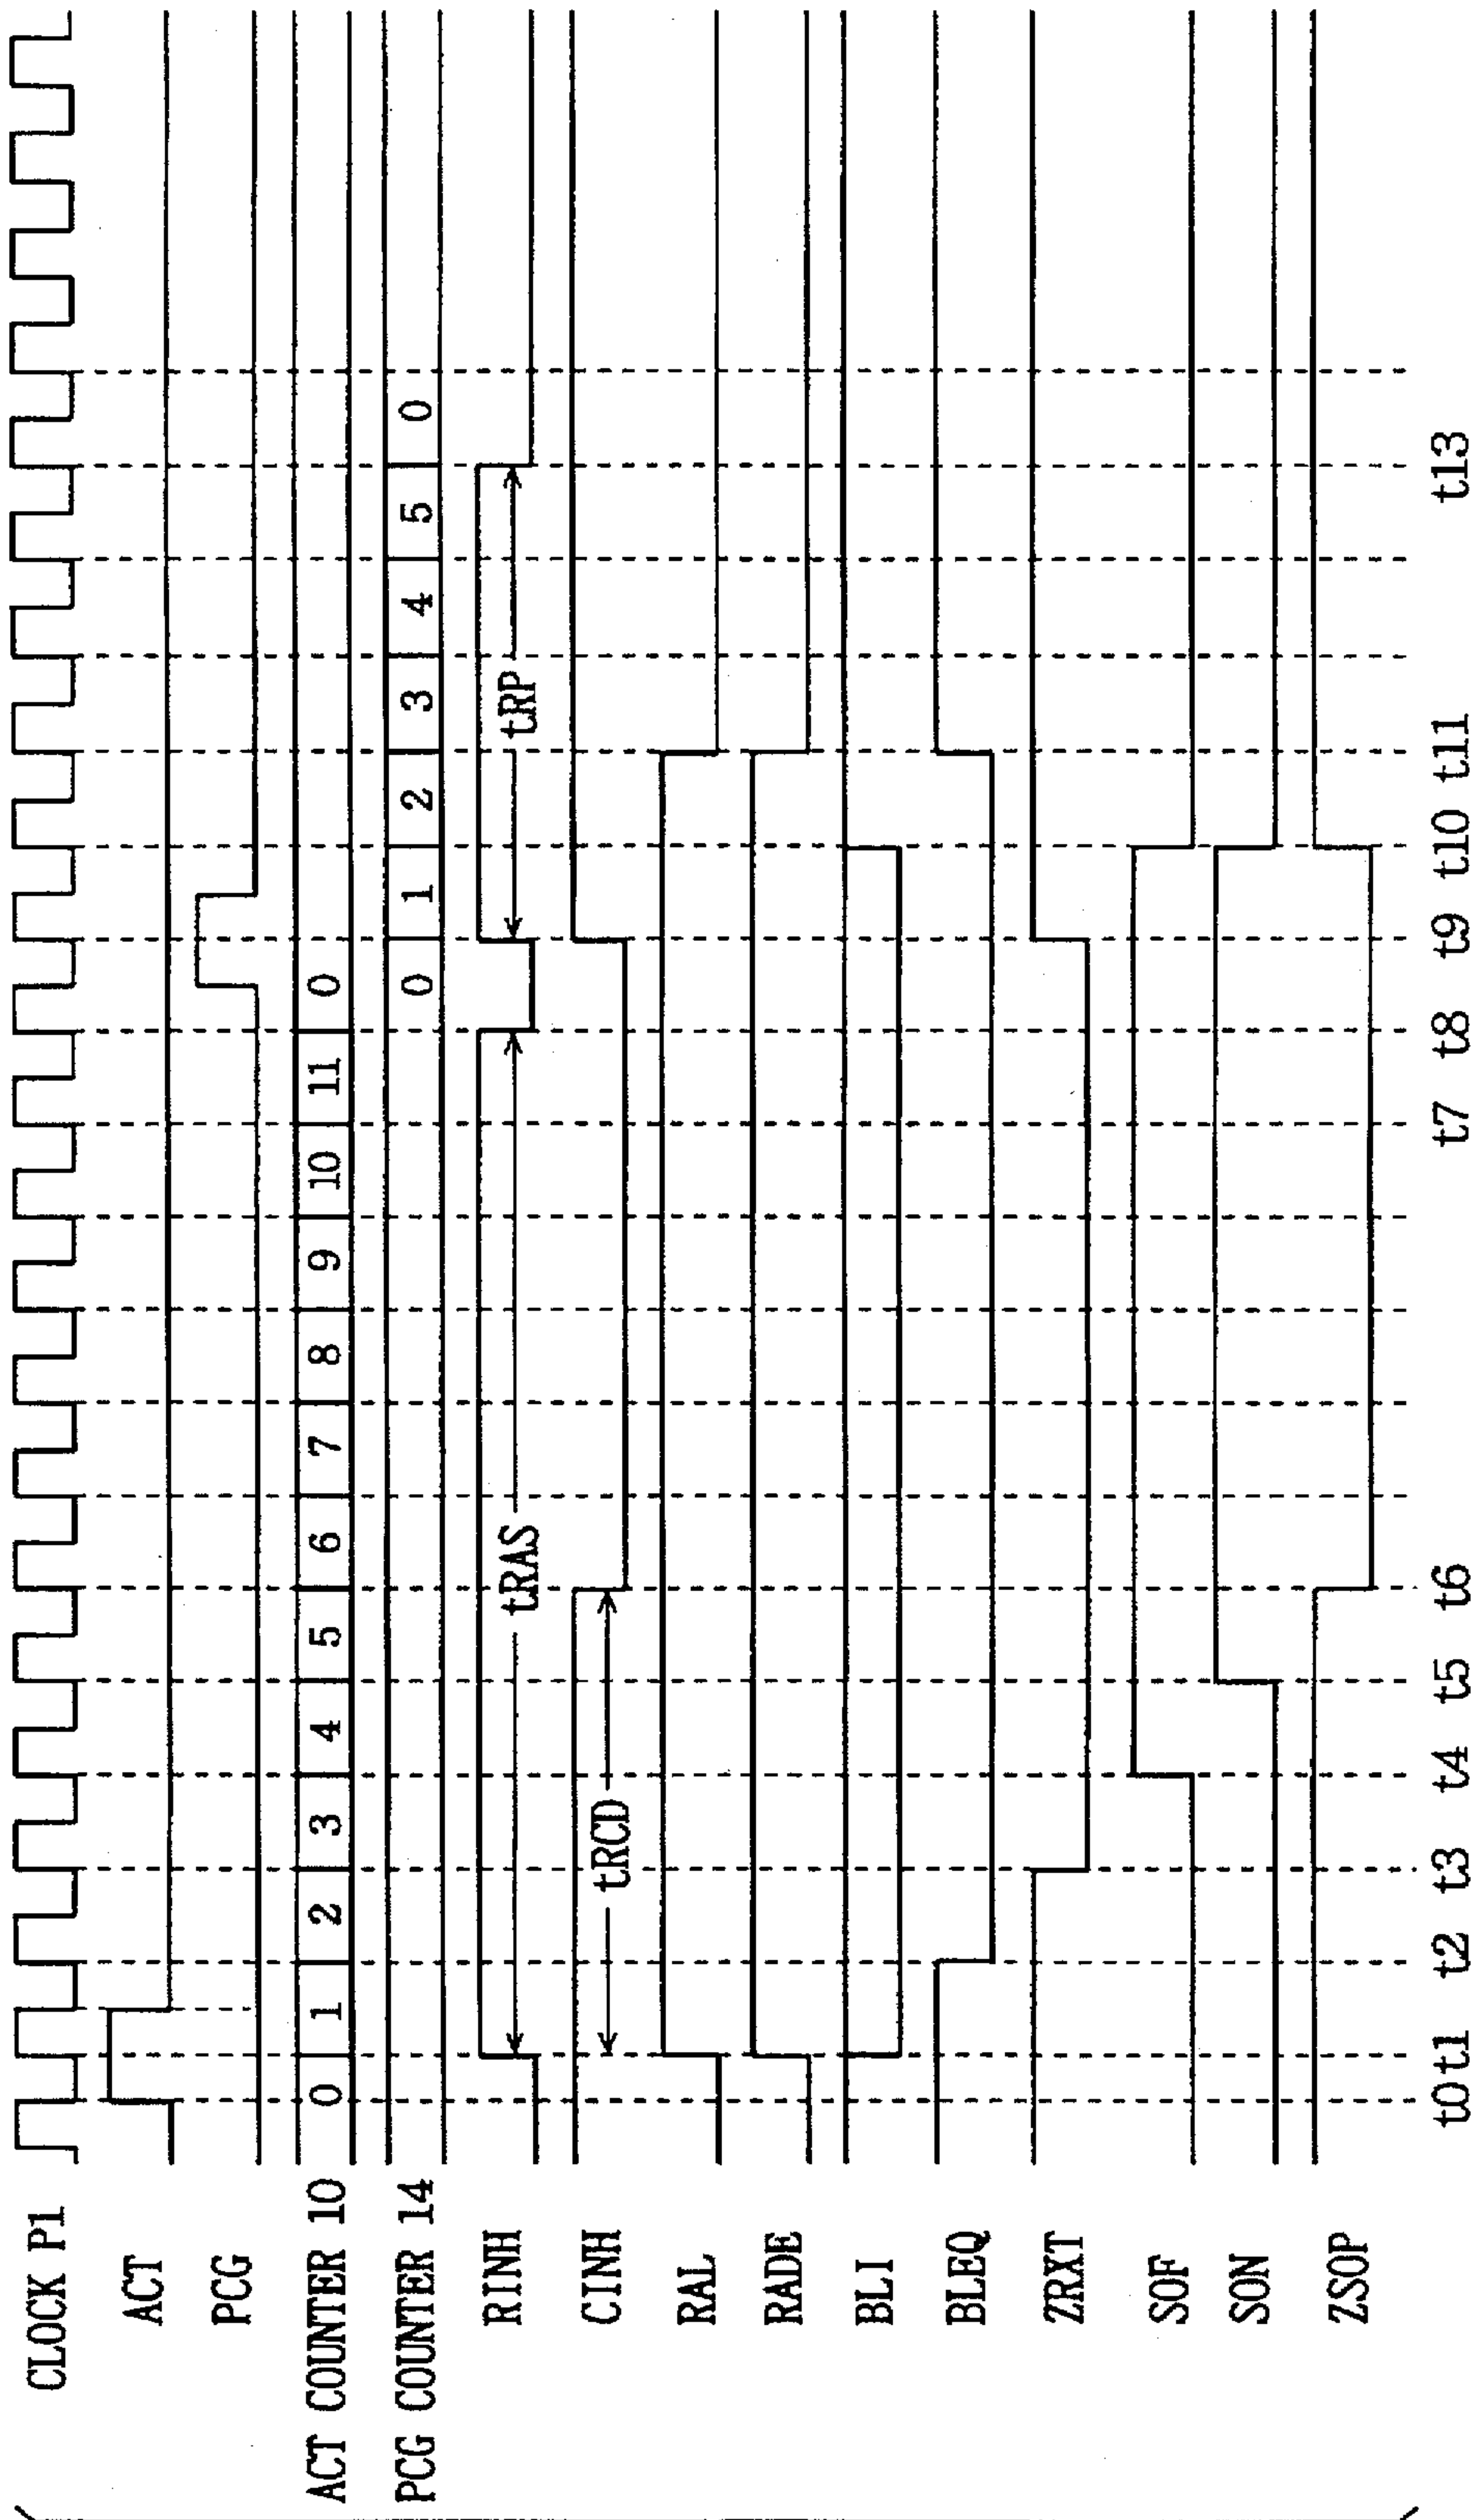 CLOCK P1
ACT
PCG
ACT COUNTER 10 0 1 2 3 4 5 6 7 8 9 10 11 0
PCG COUNTER 14 0 1 2 3 4 5 0
RINH tRAS tRP
CINH tRCD
RAL
RADE
BLI
BLEQ
ZRXT
SOF
SON
ZSOP
t0 t1 t2 t3 t4 t5 t6 t7 t8 t9 t10 t11 t13